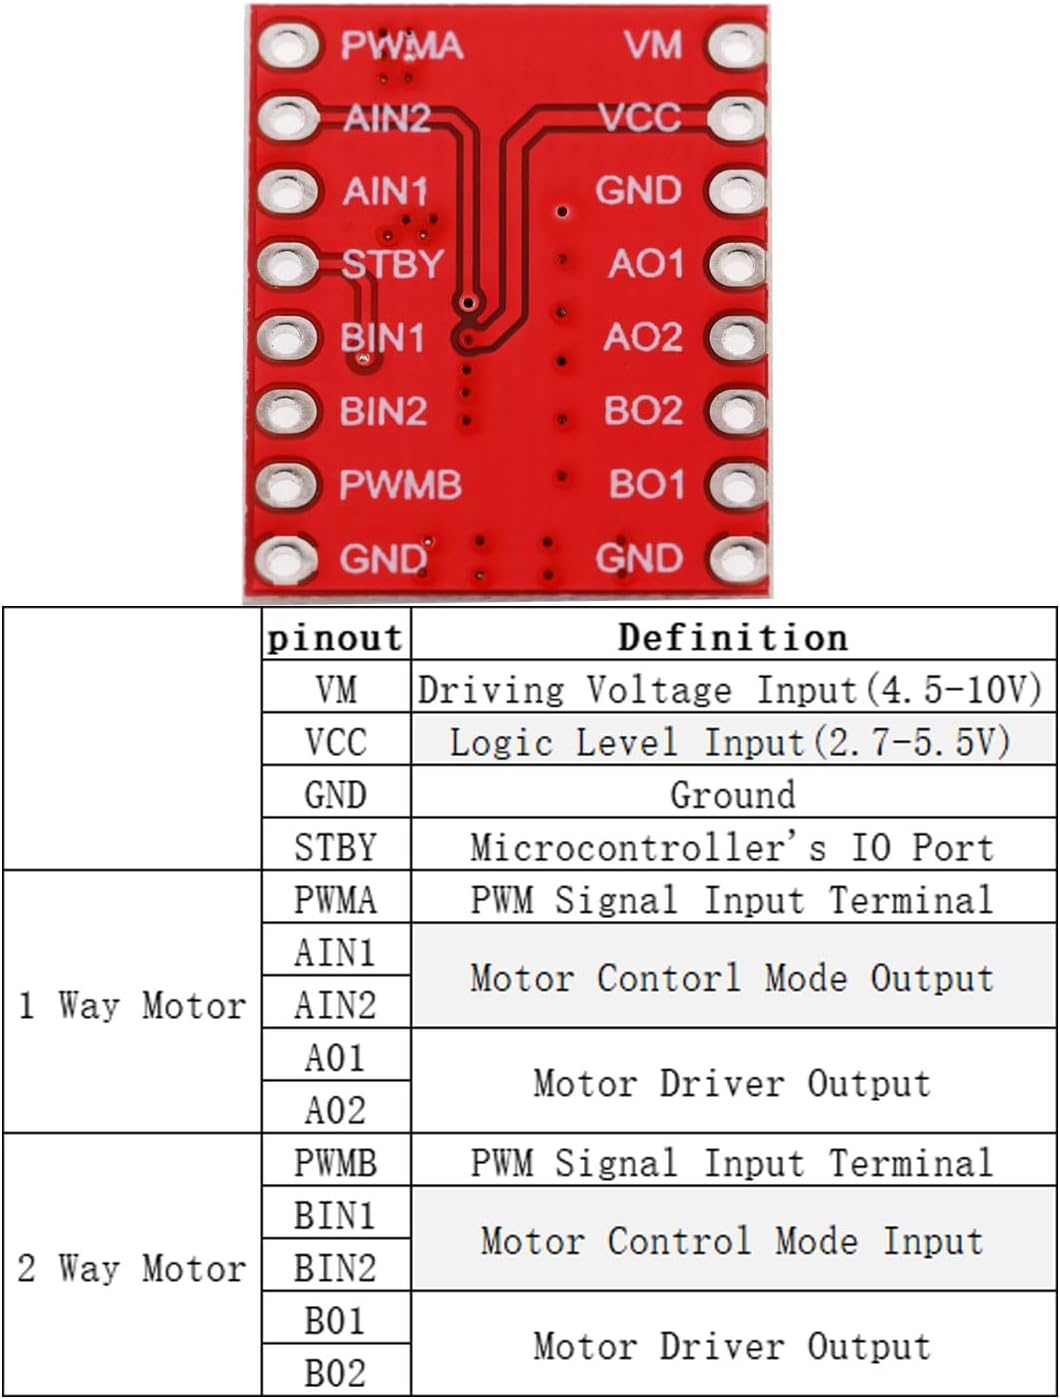 PWMA VM
AIN2 VCC
AIN1 GND
STBY AO1
BIN1 AO2
BIN2 BO2
PWMB BO1
GND GND
pinout Definition
VM Driving Voltage Input(4.5-10V)
VCC Logic Level Input(2.7-5.5V)
GND Ground
STBY Microcontroller's IO Port
1 Way Motor
PWMA PWM Signal Input Terminal
AIN1
AIN2
Motor Contorl Mode Output
A01
A02
Motor Driver Output
2 Way Motor
PWMB PWM Signal Input Terminal
BIN1
BIN2
Motor Control Mode Input
B01
B02
Motor Driver Output